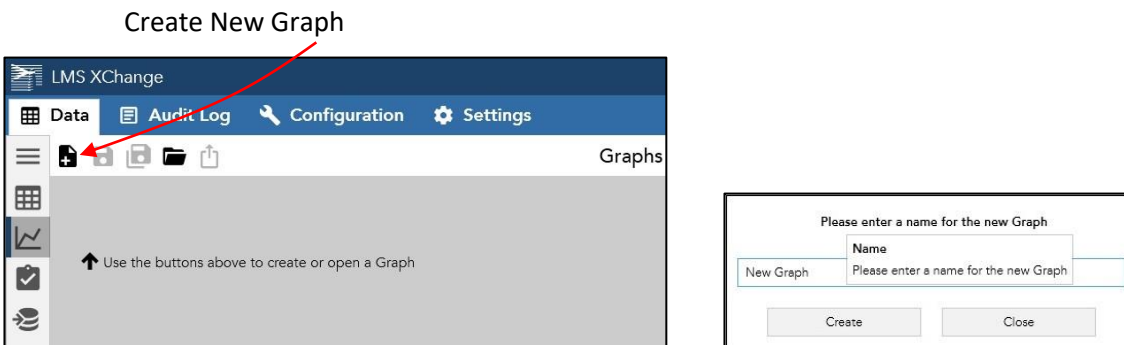 Create New Graph
LMS XChange
Data Audit Log Configuration Settings
Graphs
Use the buttons above to create or open a Graph
Please enter a name for the new Graph
Name
New Graph Please enter a name for the new Graph
Create Close